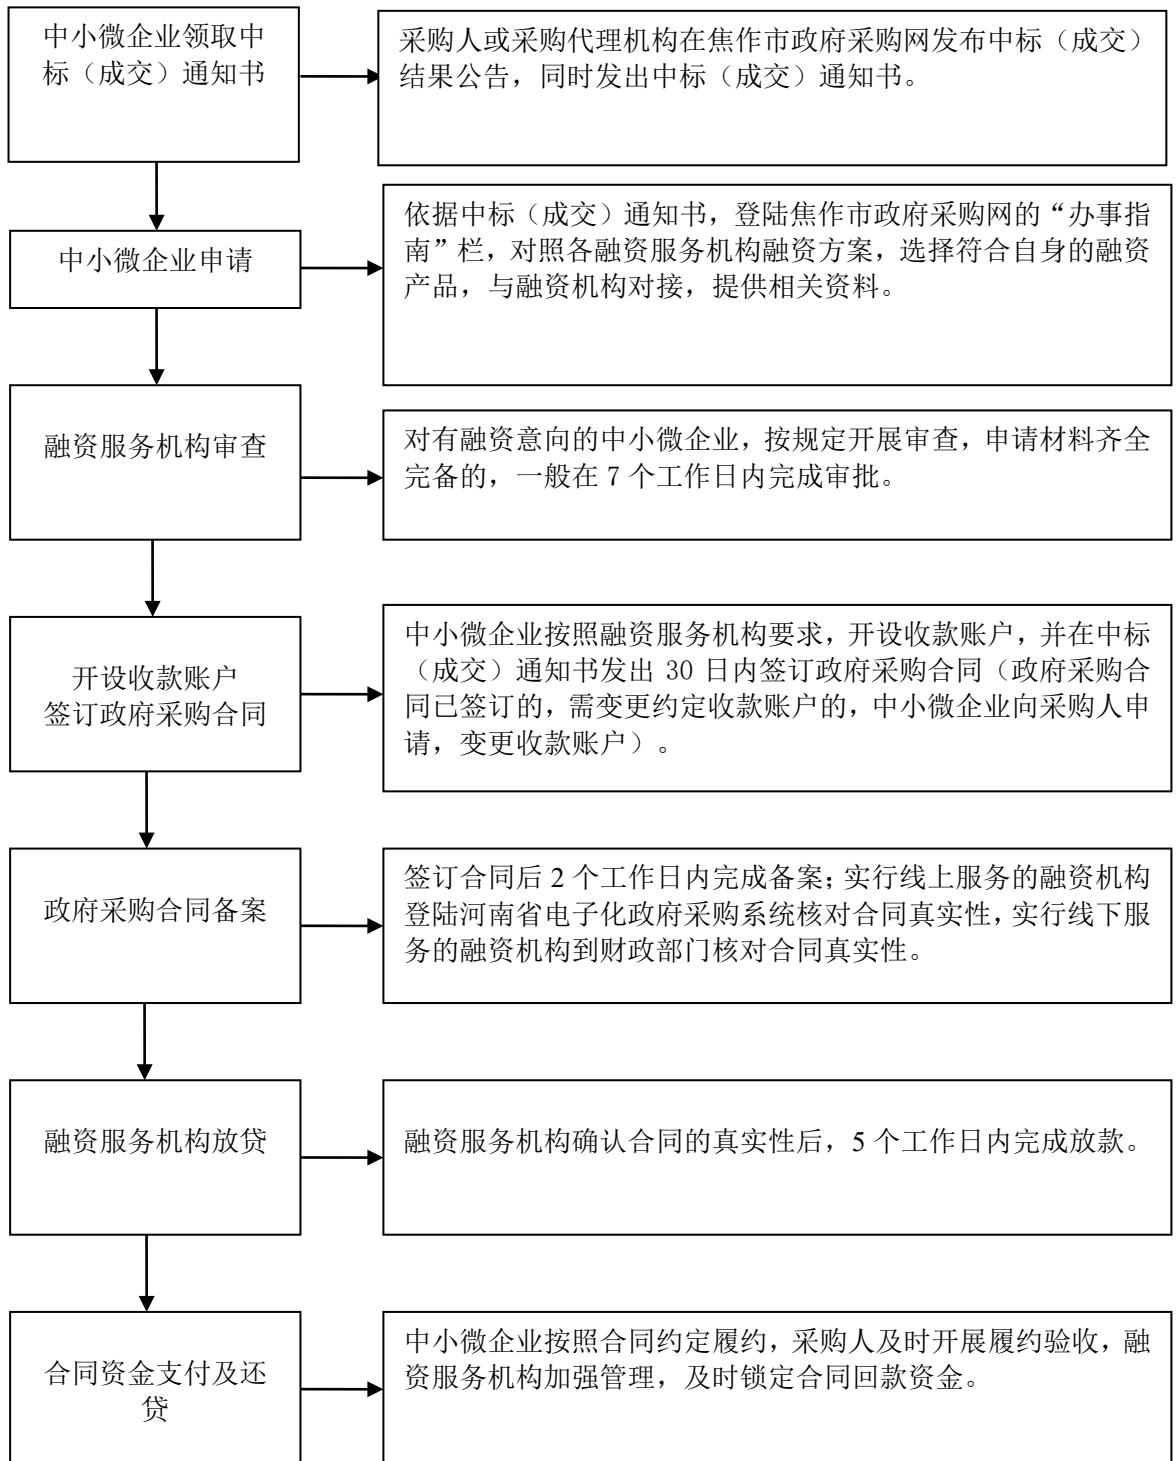 中小微企业领取中
标（成交）通知书
采购人或采购代理机构在焦作市政府采购网发布中标（成交）
结果公告，同时发出中标（成交）通知书。
中小微企业申请
依据中标（成交）通知书，登陆焦作市政府采购网的“办事指
南”栏，对照各融资服务机构融资方案，选择符合自身的融资
产品，与融资机构对接，提供相关资料。
融资服务机构审查
对有融资意向的中小微企业，按规定开展审查，申请材料齐全
完备的，一般在 7 个工作日内完成审批。
开设收款账户
签订政府采购合同
中小微企业按照融资服务机构要求，开设收款账户，并在中标
（成交）通知书发出 30 日内签订政府采购合同（政府采购合
同已签订的，需变更约定收款账户的，中小微企业向采购人申
请，变更收款账户）。
政府采购合同备案
签订合同后 2 个工作日内完成备案；实行线上服务的融资机构
登陆河南省电子化政府采购系统核对合同真实性，实行线下服
务的融资机构到财政部门核对合同真实性。
融资服务机构放贷
融资服务机构确认合同的真实性后，5 个工作日内完成放款。
合同资金支付及还
贷
中小微企业按照合同约定履约，采购人及时开展履约验收，融
资服务机构加强管理，及时锁定合同回款资金。